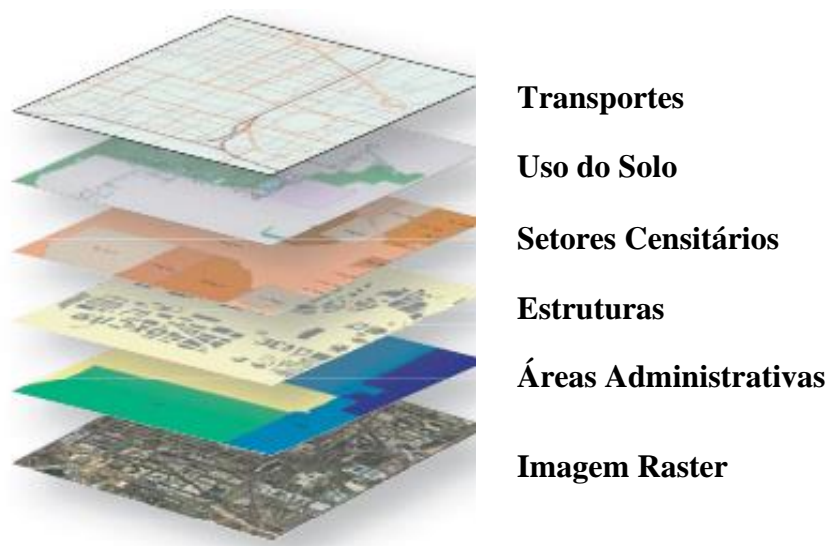 Transportes
Uso do Solo
Setores Censitários
Estruturas
Áreas Administrativas
Imagem Raster